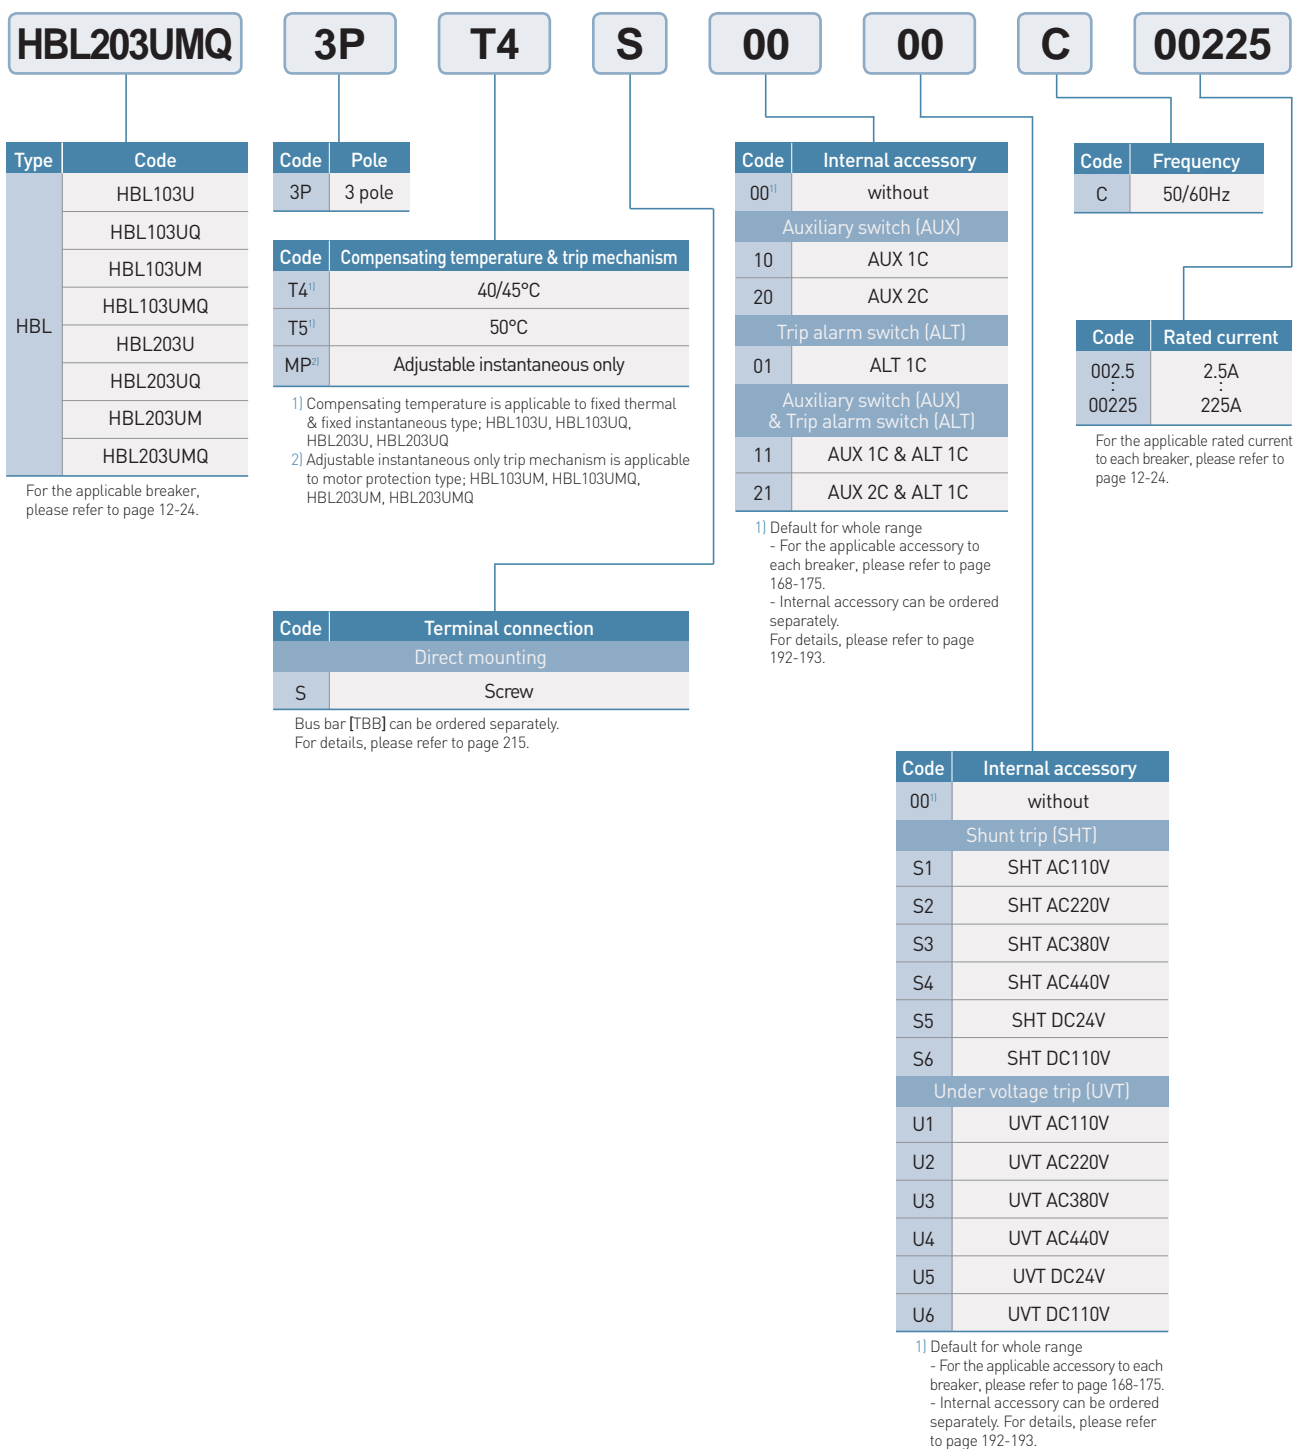 HBL203UMQ 3P T4 S 00 00 C 00225
Type Code
HBL
HBL103U
HBL103UQ
HBL103UM
HBL103UMQ
HBL203U
HBL203UQ
HBL203UM
HBL203UMQ
For the applicable breaker,
please refer to page 12-24.
Code Pole
3P 3 pole
Code Compensating temperature & trip mechanism
T4¹⁾ 40/45°C
T5¹⁾ 50°C
MP²⁾ Adjustable instantaneous only
1) Compensating temperature is applicable to fixed thermal
& fixed instantaneous type; HBL103U, HBL103UQ,
HBL203U, HBL203UQ
2) Adjustable instantaneous only trip mechanism is applicable
to motor protection type; HBL103UM, HBL103UMQ,
HBL203UM, HBL203UMQ
Code Terminal connection
Direct mounting
S Screw
Bus bar [TBB] can be ordered separately.
For details, please refer to page 215.
Code Internal accessory
00¹⁾ without
Auxiliary switch (AUX)
10 AUX 1C
20 AUX 2C
Trip alarm switch (ALT)
01 ALT 1C
Auxiliary switch (AUX)
& Trip alarm switch (ALT)
11 AUX 1C & ALT 1C
21 AUX 2C & ALT 1C
1) Default for whole range
- For the applicable accessory to
each breaker, please refer to page
168-175.
- Internal accessory can be ordered
separately.
For details, please refer to page
192-193.
Code Frequency
C 50/60Hz
Code Rated current
002.5 2.5A
: :
00225 225A
For the applicable rated current
to each breaker, please refer to
page 12-24.
Code Internal accessory
00¹⁾ without
Shunt trip (SHT)
S1 SHT AC110V
S2 SHT AC220V
S3 SHT AC380V
S4 SHT AC440V
S5 SHT DC24V
S6 SHT DC110V
Under voltage trip (UVT)
U1 UVT AC110V
U2 UVT AC220V
U3 UVT AC380V
U4 UVT AC440V
U5 UVT DC24V
U6 UVT DC110V
1) Default for whole range
- For the applicable accessory to each
breaker, please refer to page 168-175.
- Internal accessory can be ordered
separately. For details, please refer
to page 192-193.